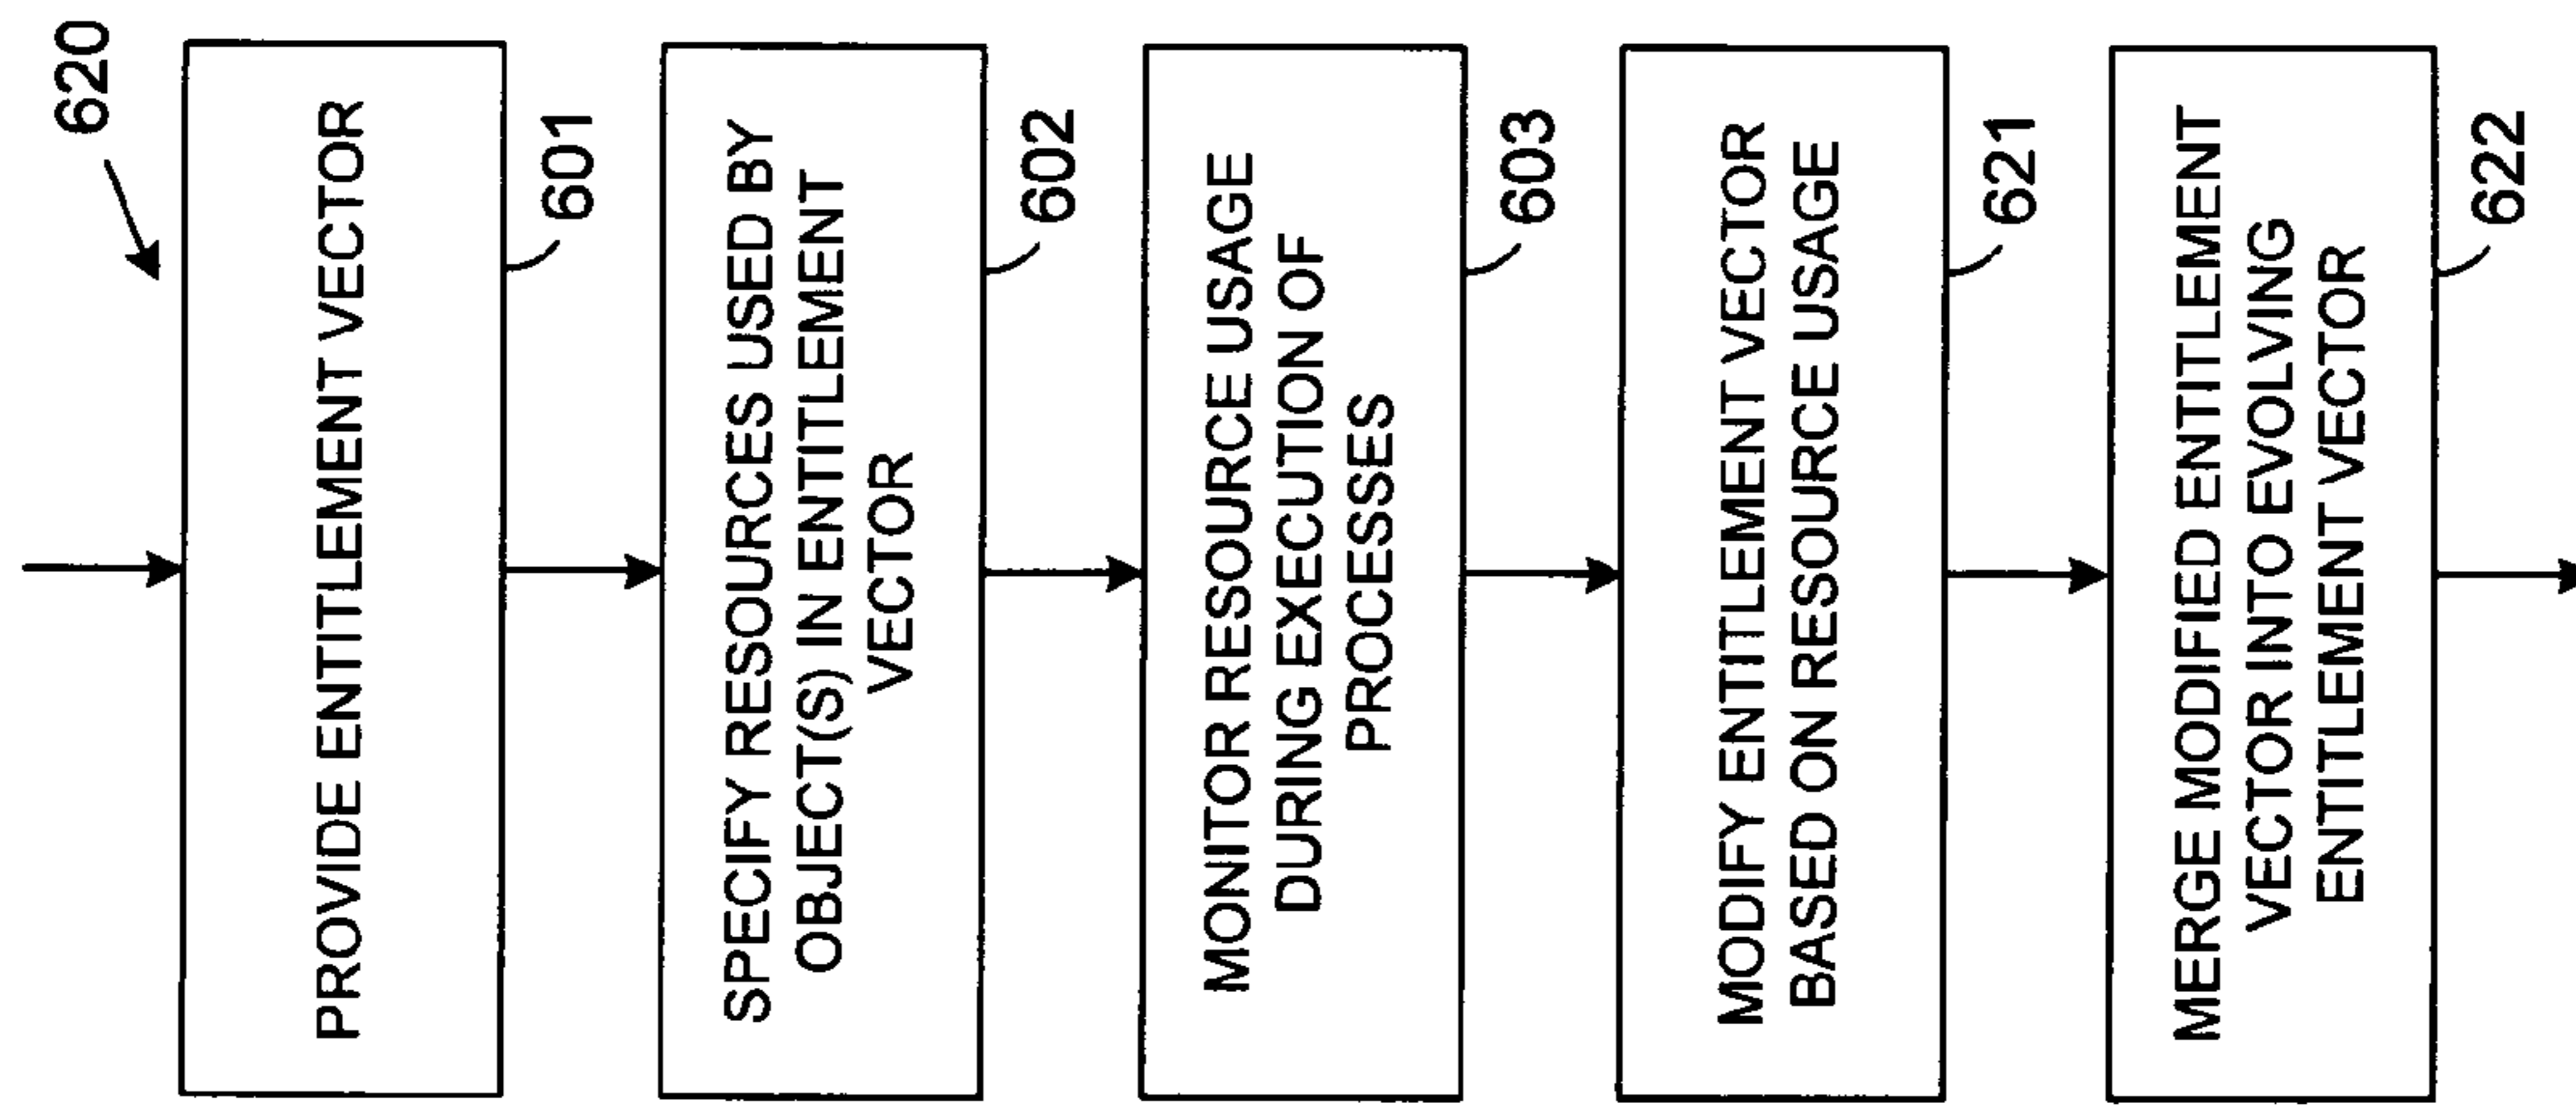 620
PROVIDE ENTITLEMENT VECTOR
601
SPECIFY RESOURCES USED BY
OBJECT(S) IN ENTITLEMENT
VECTOR
602
MONITOR RESOURCE USAGE
DURING EXECUTION OF
PROCESSES
603
MODIFY ENTITLEMENT VECTOR
BASED ON RESOURCE USAGE
621
MERGE MODIFIED ENTITLEMENT
VECTOR INTO EVOLVING
ENTITLEMENT VECTOR
622